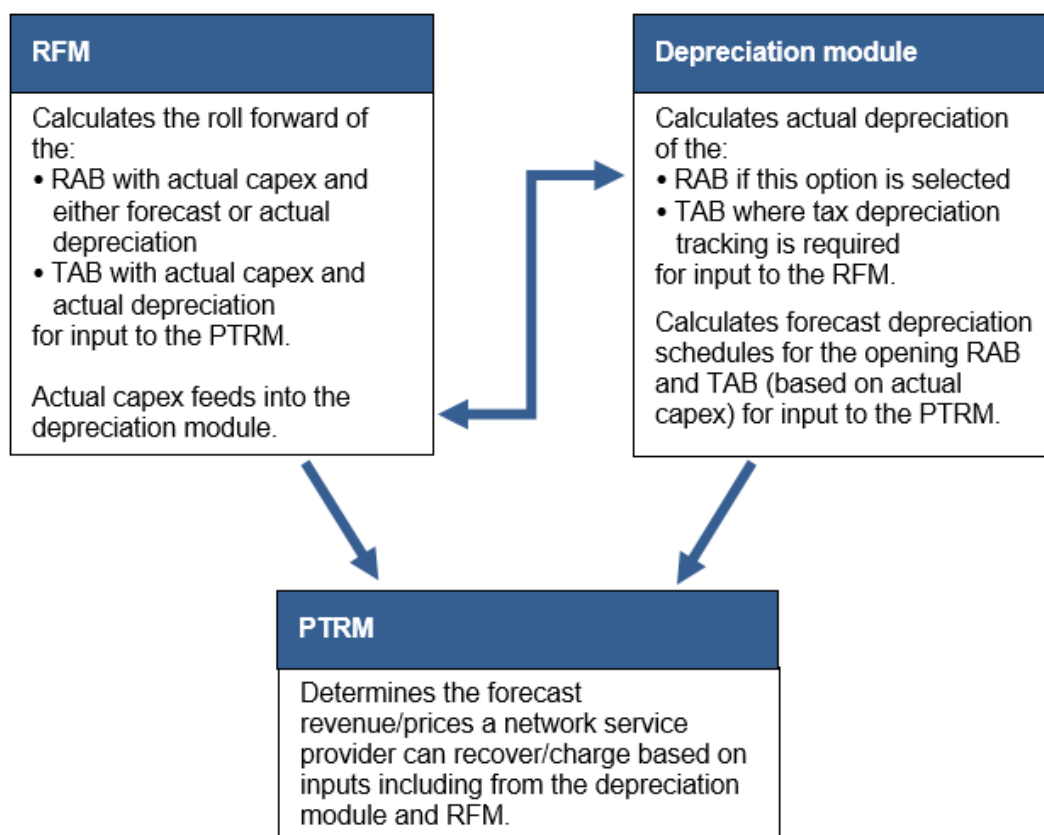 RFM
Calculates the roll forward of
the:
• RAB with actual capex and
either forecast or actual
depreciation
• TAB with actual capex and
actual depreciation
for input to the PTRM.
Actual capex feeds into the
depreciation module.
Depreciation module
Calculates actual depreciation
of the:
• RAB if this option is selected
• TAB where tax depreciation
tracking is required
for input to the RFM.
Calculates forecast depreciation
schedules for the opening RAB
and TAB (based on actual
capex) for input to the PTRM.
PTRM
Determines the forecast
revenue/prices a network service
provider can recover/charge based on
inputs including from the depreciation
module and RFM.